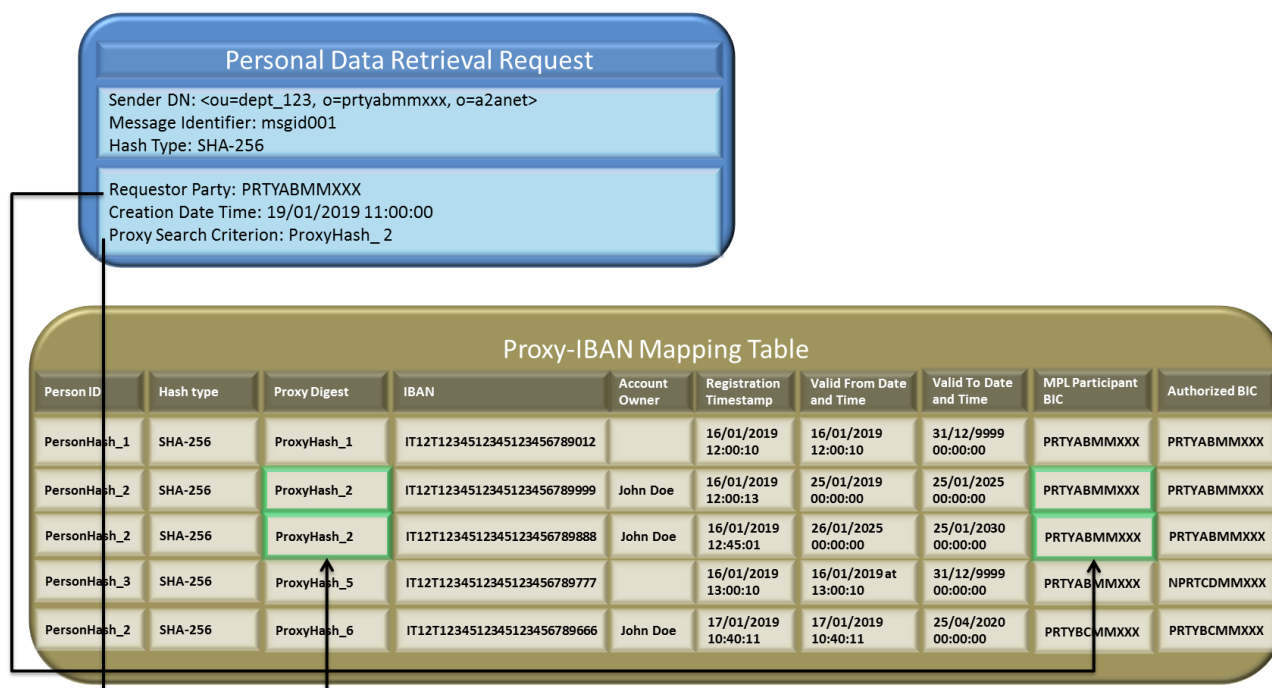 Personal Data Retrieval Request
Sender DN: <ou=dept_123, o=prtyabmmxxx, o=a2anet>
Message Identifier: msgid001
Hash Type: SHA-256
Requestor Party: PRTYABMMXXX
Creation Date Time: 19/01/2019 11:00:00
Proxy Search Criterion: ProxyHash_ 2
Proxy-IBAN Mapping Table
Person ID Hash type Proxy Digest IBAN Account Owner Registration Timestamp Valid From Date and Time Valid To Date and Time MPL Participant BIC Authorized BIC
PersonHash_1 SHA-256 ProxyHash_1 IT12T1234512345123456789012 16/01/2019 12:00:10 16/01/2019 12:00:10 31/12/9999 00:00:00 PRTYABMMXXX PRTYABMMXXX
PersonHash_2 SHA-256 ProxyHash_2 IT12T1234512345123456789999 John Doe 16/01/2019 12:00:13 25/01/2019 00:00:00 25/01/2025 00:00:00 PRTYABMMXXX PRTYABMMXXX
PersonHash_2 SHA-256 ProxyHash_2 IT12T1234512345123456789888 John Doe 16/01/2019 12:45:01 26/01/2025 00:00:00 25/01/2030 00:00:00 PRTYABMMXXX PRTYABMMXXX
PersonHash_3 SHA-256 ProxyHash_5 IT12T1234512345123456789777 16/01/2019 13:00:10 16/01/2019 at 13:00:10 31/12/9999 00:00:00 PRTYABMMXXX NPRTCDMMXXX
PersonHash_2 SHA-256 ProxyHash_6 IT12T1234512345123456789666 John Doe 17/01/2019 10:40:11 17/01/2019 10:40:11 25/04/2020 00:00:00 PRTYBCMMXXX PRTYBCMMXXX